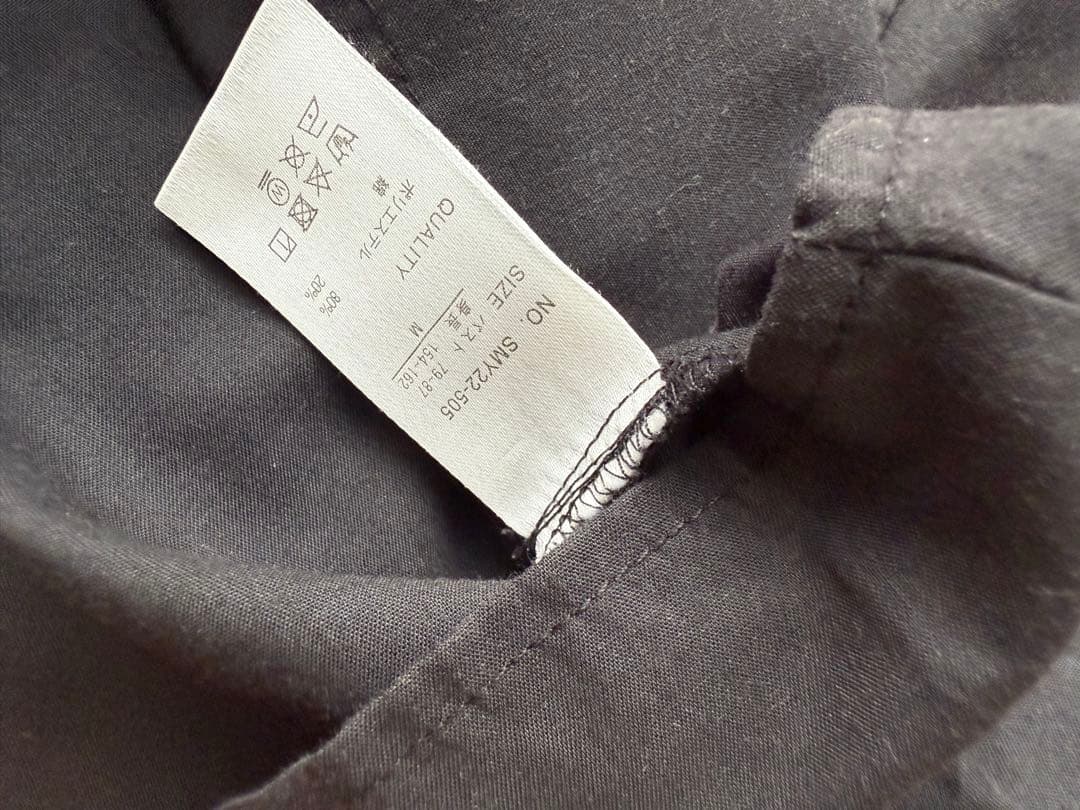 NO. SMY22-505
SIZE バスト 79-87
身長 154-162
M
QUALITY
ポリエステル 80%
綿 20%
W